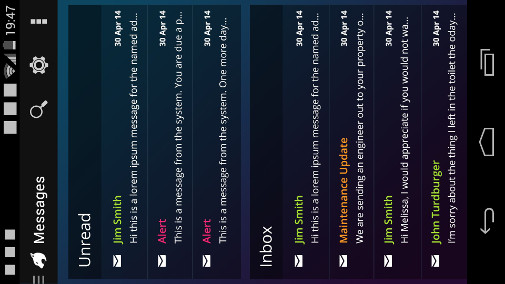 19:47
Messages
Unread
Jim Smith 30 Apr 14
Hi this is a lorem ipsum message for the named ad...
Alert 30 Apr 14
This is a message from the system. You are due a p...
Alert 30 Apr 14
This is a message from the system. One more day...
Inbox
Jim Smith 30 Apr 14
Hi this is a lorem ipsum message for the named ad...
Maintenance Update 30 Apr 14
We are sending an engineer out to your property o...
Jim Smith 30 Apr 14
Hi Melissa, I would appreciate if you would not wa...
John Turdburger 30 Apr 14
I'm sorry about the thing I left in the toilet the oday...